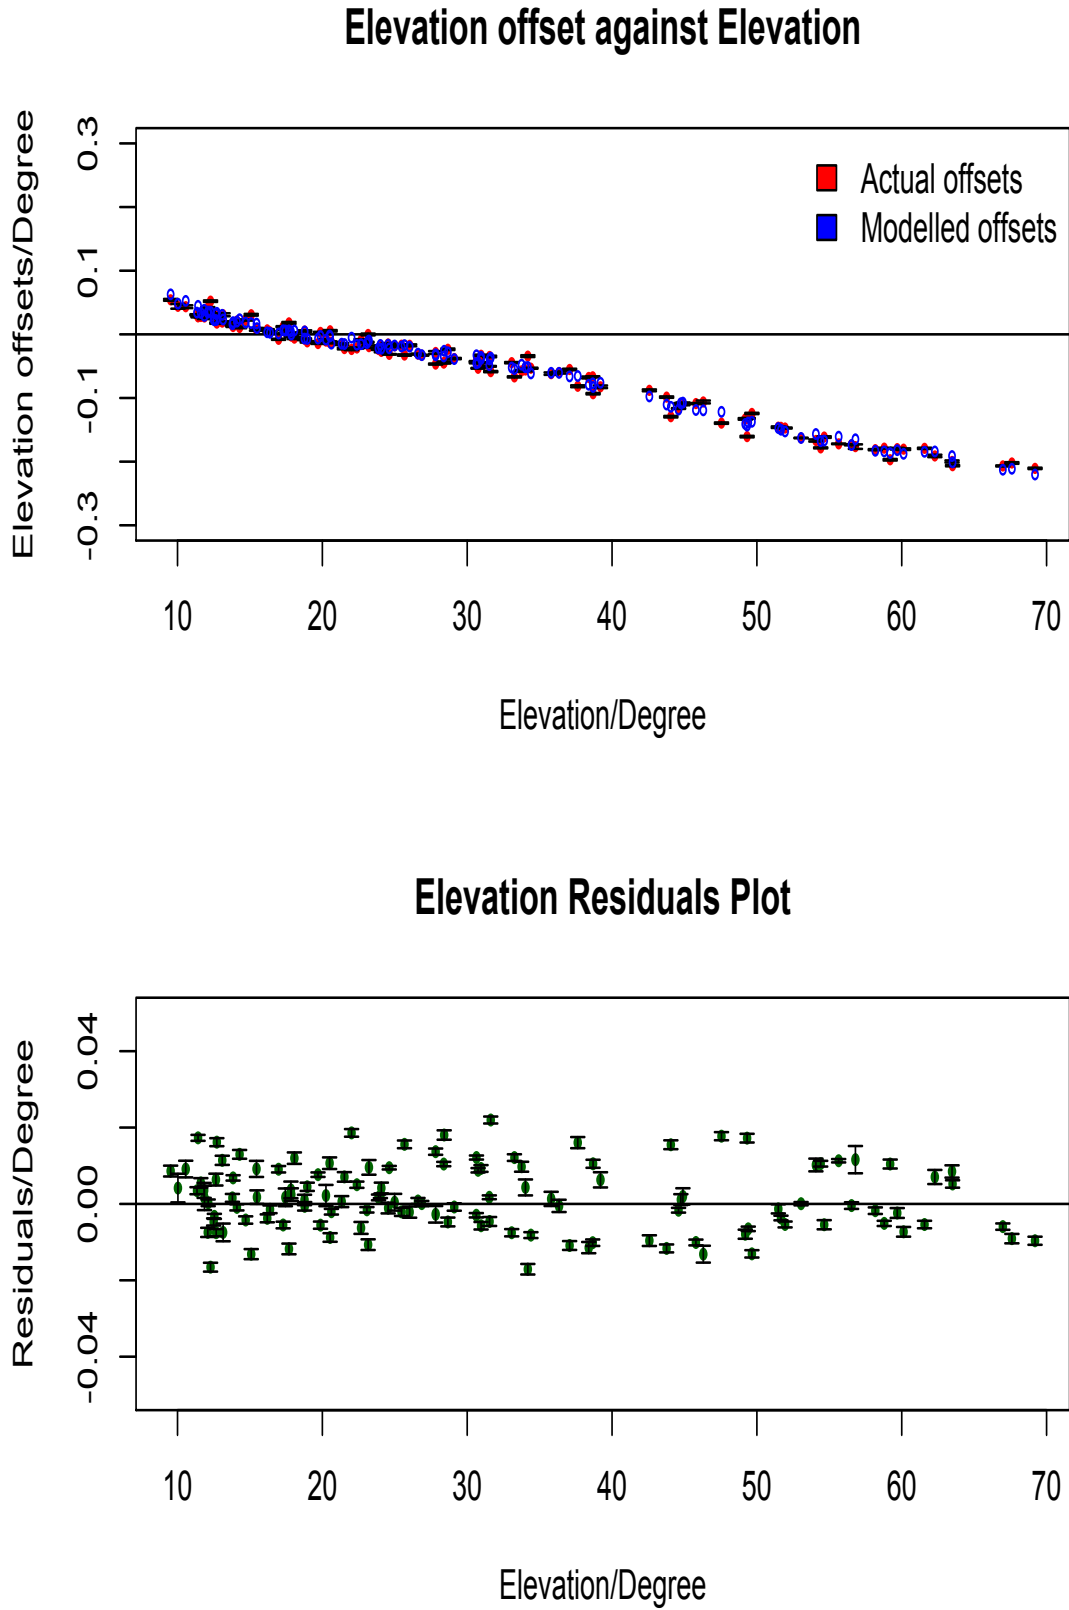 Elevation offset against Elevation
Elevation offsets/Degree
0.3
0.1
-0.1
-0.3
Actual offsets
Modelled offsets
10 20 30 40 50 60 70
Elevation/Degree
Elevation Residuals Plot
Residuals/Degree
0.04
0.00
-0.04
10 20 30 40 50 60 70
Elevation/Degree